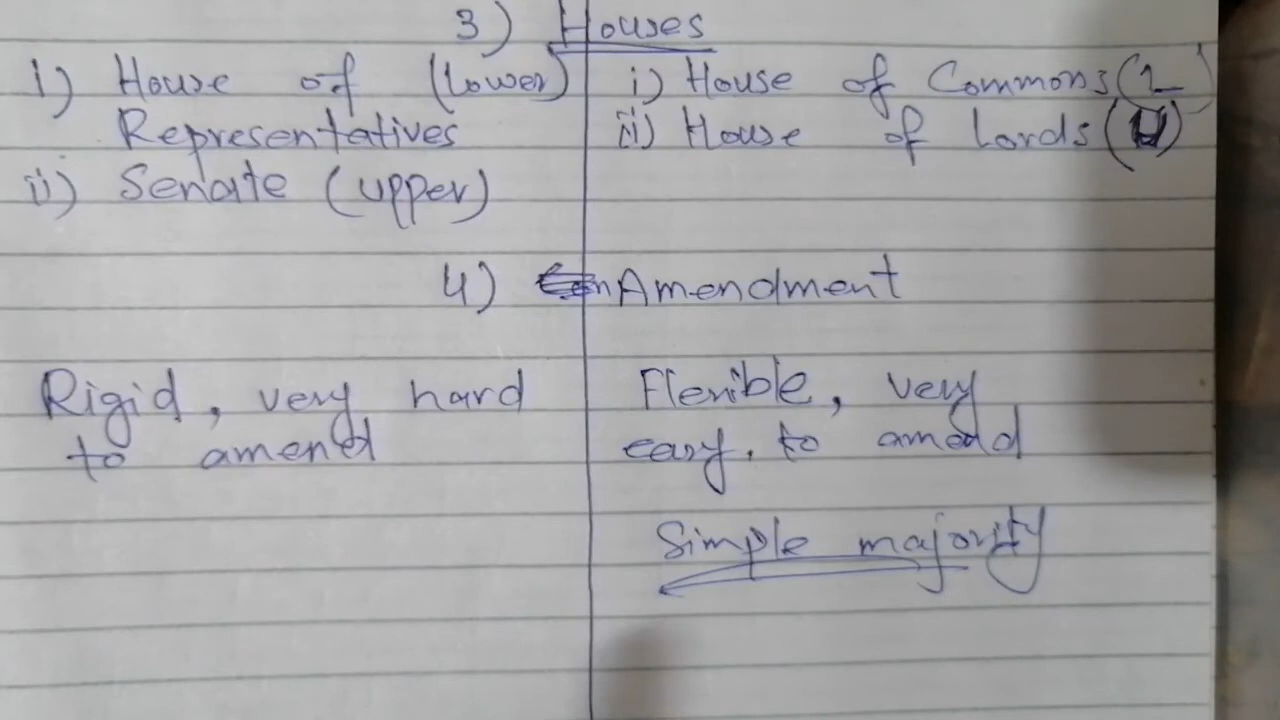 3) Houses
i) House of (Lower)
Representatives
ii) Senate (upper)
i) House of Commons (L)
ii) House of Lords (U)
4) Amendment
Rigid, very hard
to amend
Flexible, very
easy, to amend
Simple majority